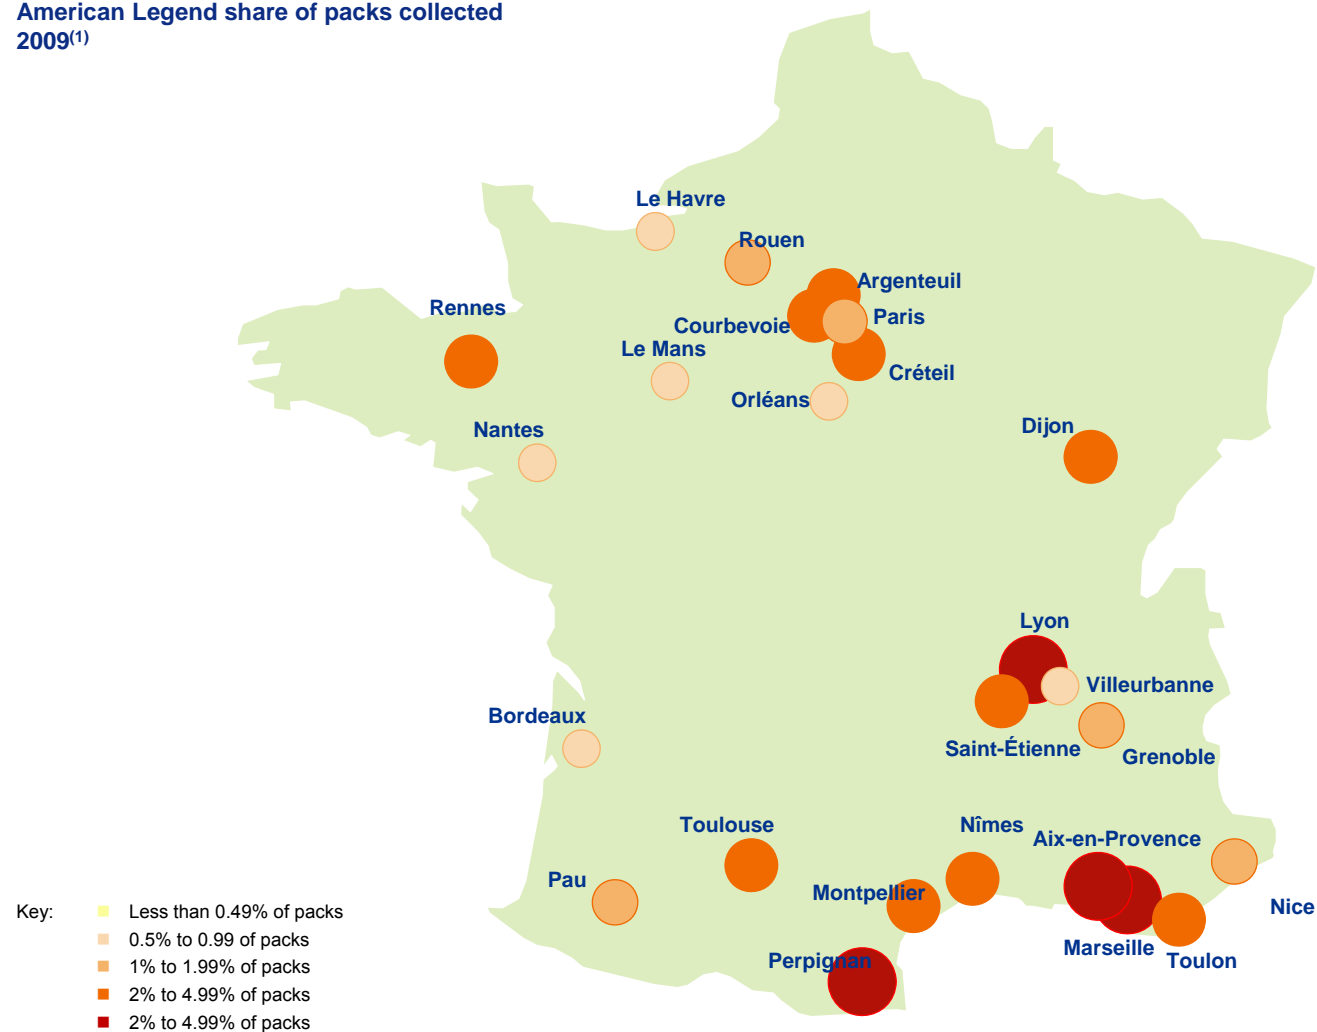 American Legend share of packs collected
2009(1)
Le Havre
Rouen
Argenteuil
Rennes
Paris
Courbevoie
Le Mans
Créteil
Orléans
Dijon
Nantes
Lyon
Villeurbanne
Bordeaux
Saint-Étienne
Grenoble
Toulouse
Nîmes
Aix-en-Provence
Pau
Montpellier
Nice
Marseille
Toulon
Perpignan
Key:
Less than 0.49% of packs
0.5% to 0.99 of packs
1% to 1.99% of packs
2% to 4.99% of packs
2% to 4.99% of packs